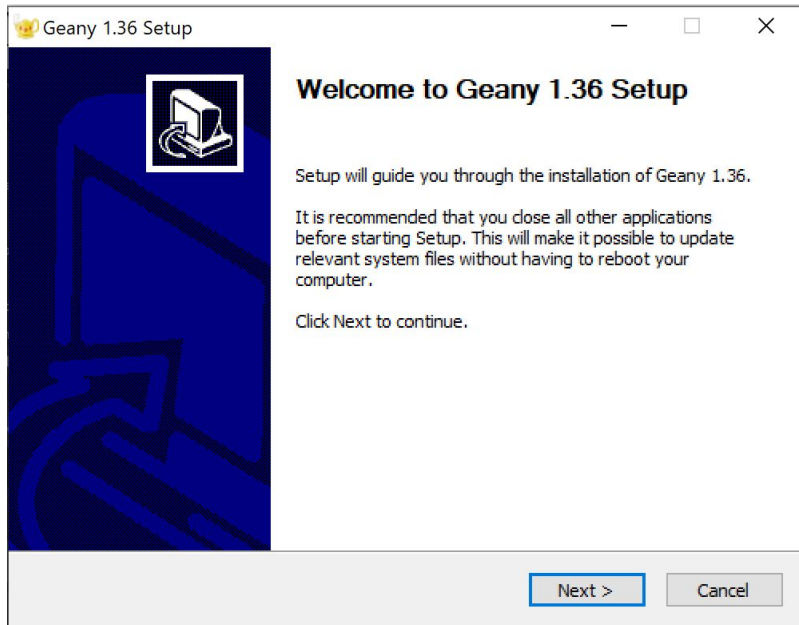 Geany 1.36 Setup
Welcome to Geany 1.36 Setup
Setup will guide you through the installation of Geany 1.36.
It is recommended that you close all other applications
before starting Setup. This will make it possible to update
relevant system files without having to reboot your
computer.
Click Next to continue.
Next >
Cancel